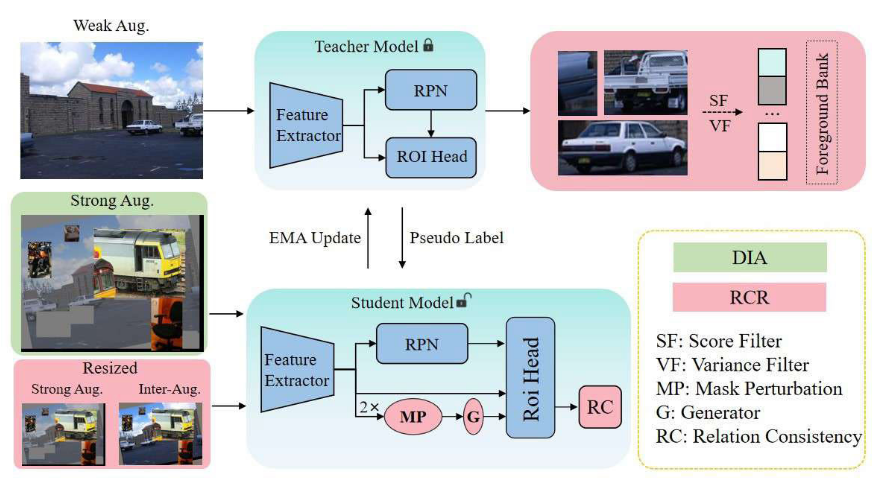 Weak Aug.
Teacher Model
Feature
Extractor
RPN
ROI Head
SF
VF
...
Foreground Bank
Strong Aug.
EMA Update
Pseudo Label
Student Model
Feature
Extractor
RPN
2×
MP
G
Roi Head
RC
Resized
Strong Aug.
Inter-Aug.
DIA
RCR
SF: Score Filter
VF: Variance Filter
MP: Mask Perturbation
G: Generator
RC: Relation Consistency